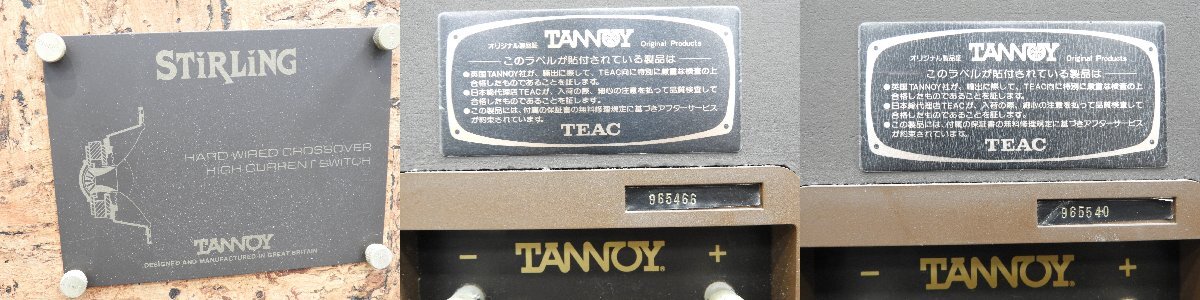 STiRLiNG
HARD WIRED CROSSOVER
HIGH CURRENT SWITCH
TANNOY
DESIGNED AND MANUFACTURED IN GREAT BRITAIN
オリジナル製品証 TANNOY Original Products
このラベルが貼付されている製品は
●英国TANNOY社が、輸出に際して、TEAC向に特別に厳重な検査の上
合格したものであることを証します。
●日本総代理店TEACが、入荷の際、細心の注意を払って品質検査して
合格したものであることを証します。
●この製品には、付属の保証書の無料修理規定に基づきアフターサービス
が約束されています。
TEAC
965466
− TANNOY® +
オリジナル製品証 TANNOY Original Products
このラベルが貼付されている製品は
●英国TANNOY社が、輸出に際して、TEAC向に特別に厳重な検査の上
合格したものであることを証します。
●日本総代理店TEACが、入荷の際、細心の注意を払って品質検査して
合格したものであることを証します。
●この製品には、付属の保証書の無料修理規定に基づきアフターサービス
が約束されています。
TEAC
965540
− TANNOY® +